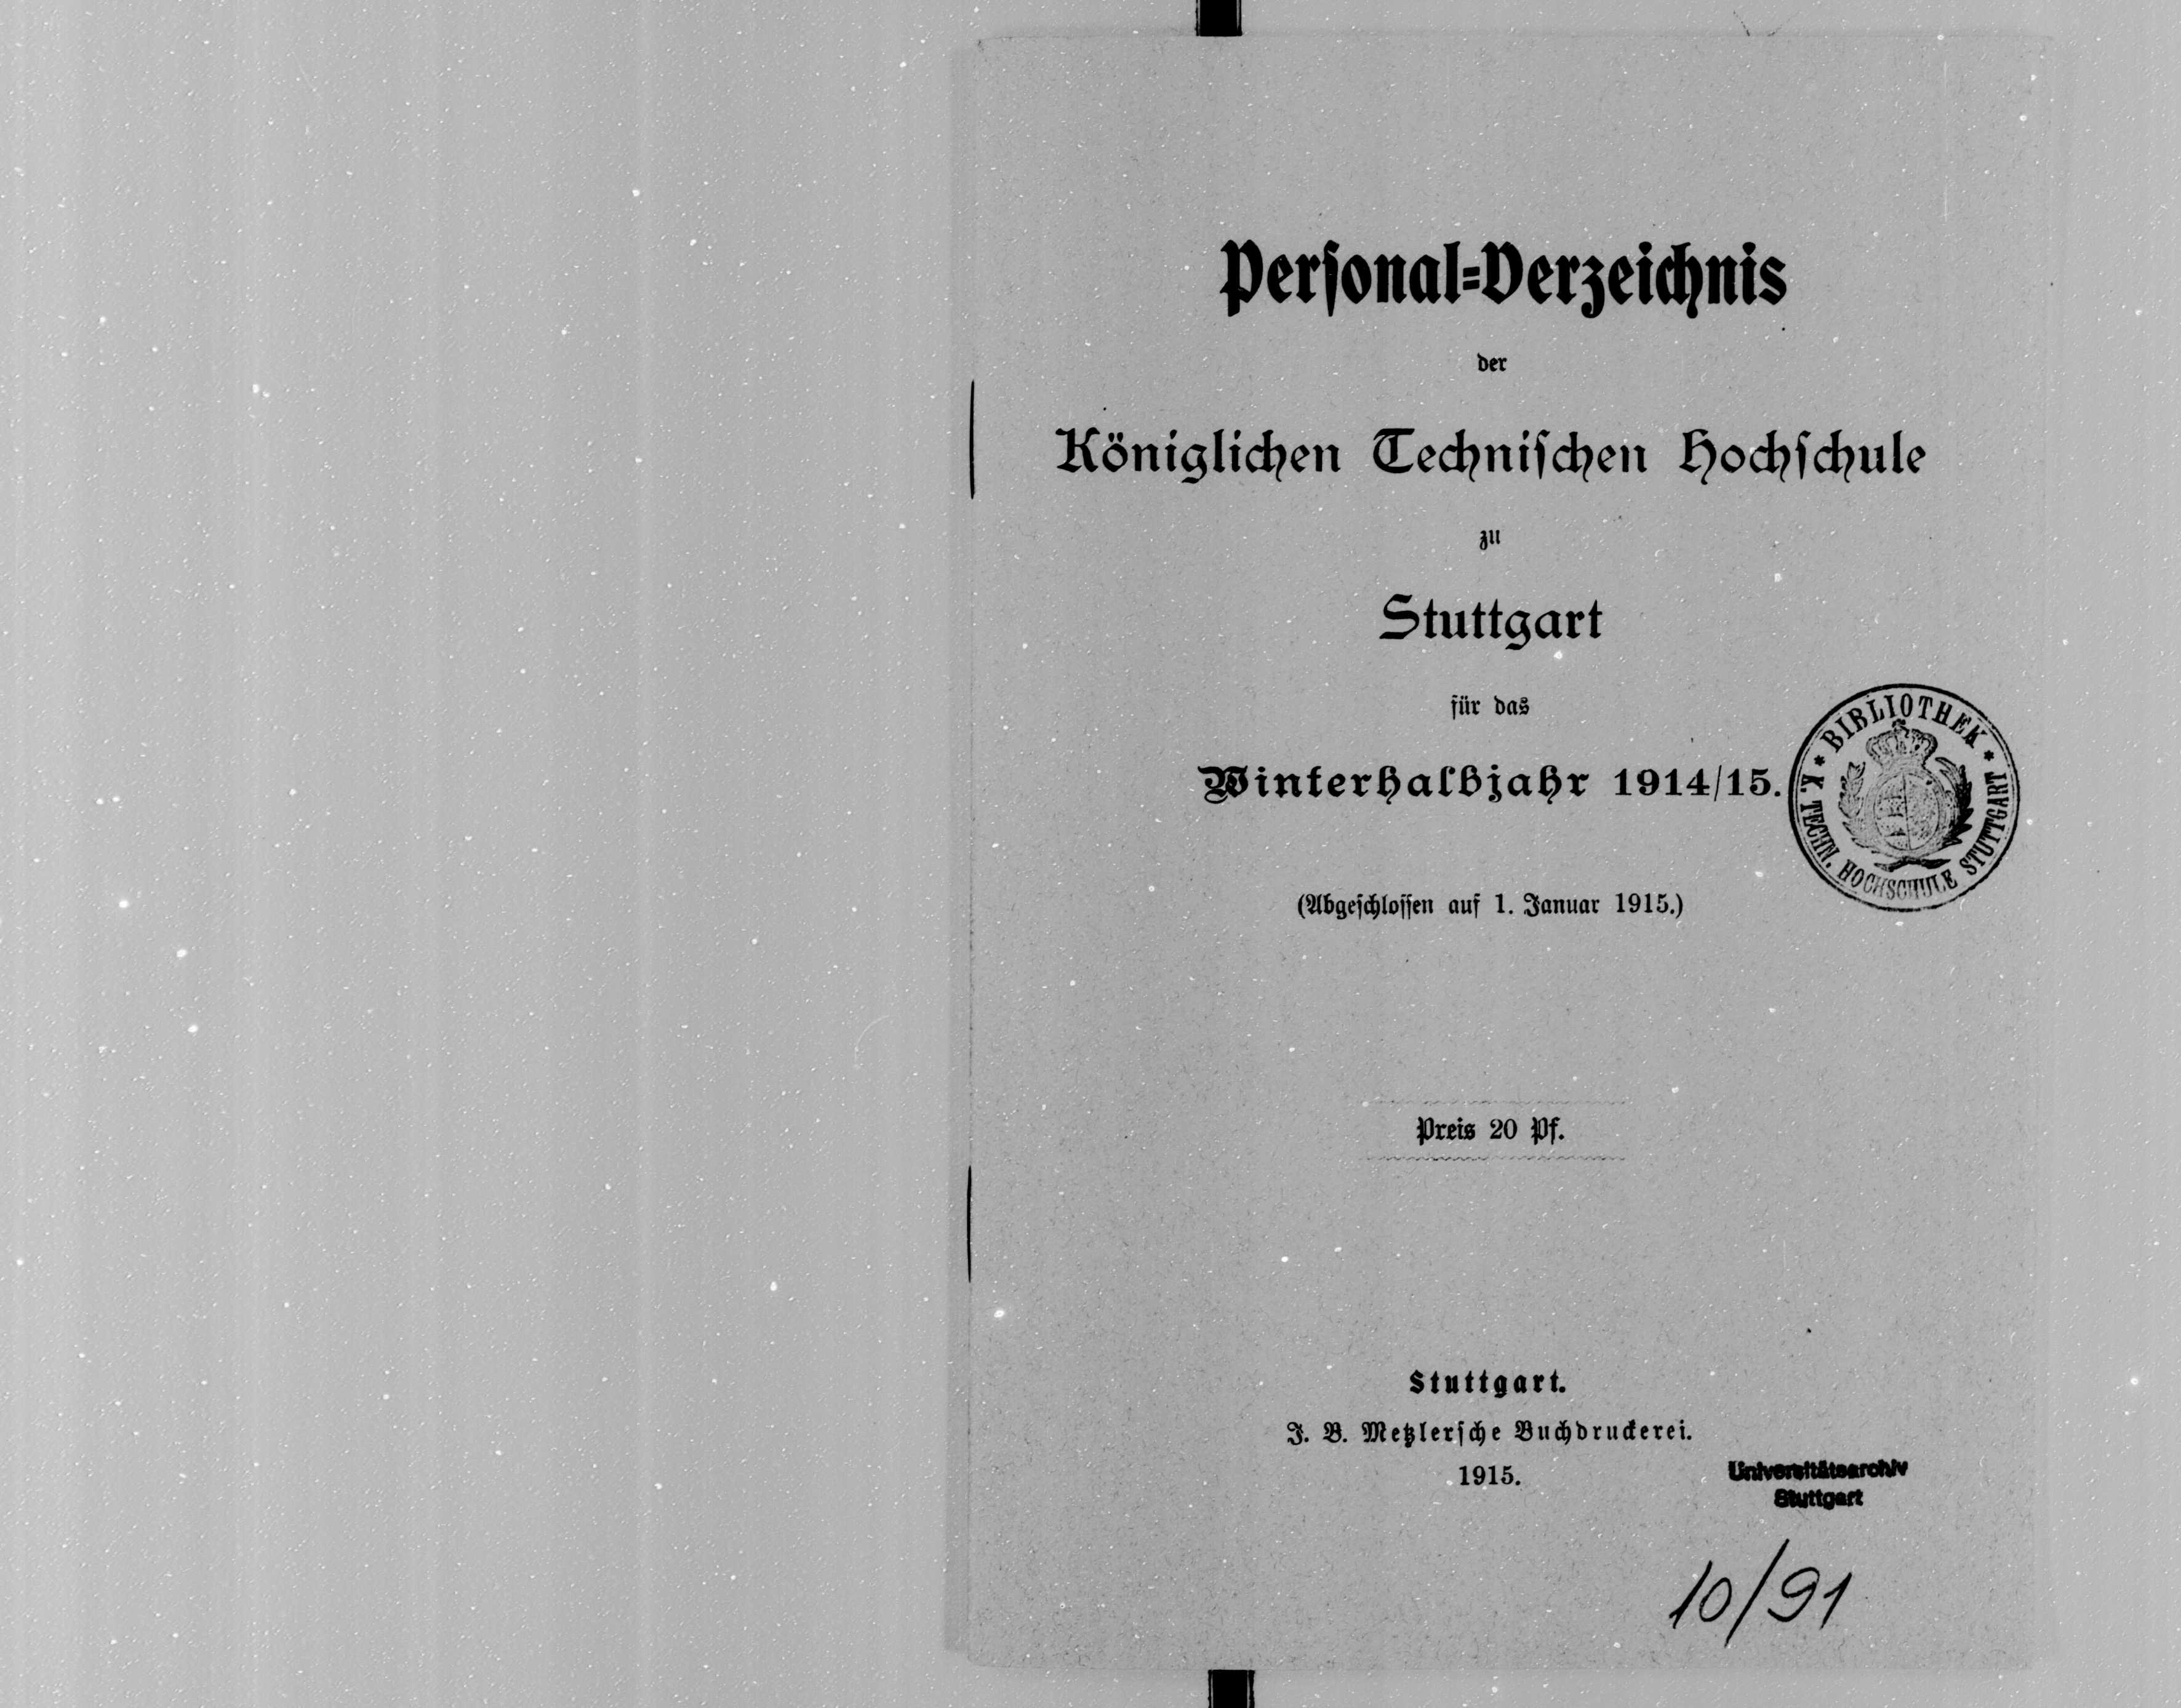 Personal-Verzeichnis
der
Königlichen Technischen Hochschule
zu
Stuttgart
für das
Winterhalbjahr 1914/15.
* BIBLIOTHEK *
K. TECHN. HOCHSCHULE STUTTGART
(Abgeschlossen auf 1. Januar 1915.)
Preis 20 Pf.
Stuttgart.
J. B. Metzlersche Buchdruckerei.
1915.
Universitätsarchiv
Stuttgart
10/91